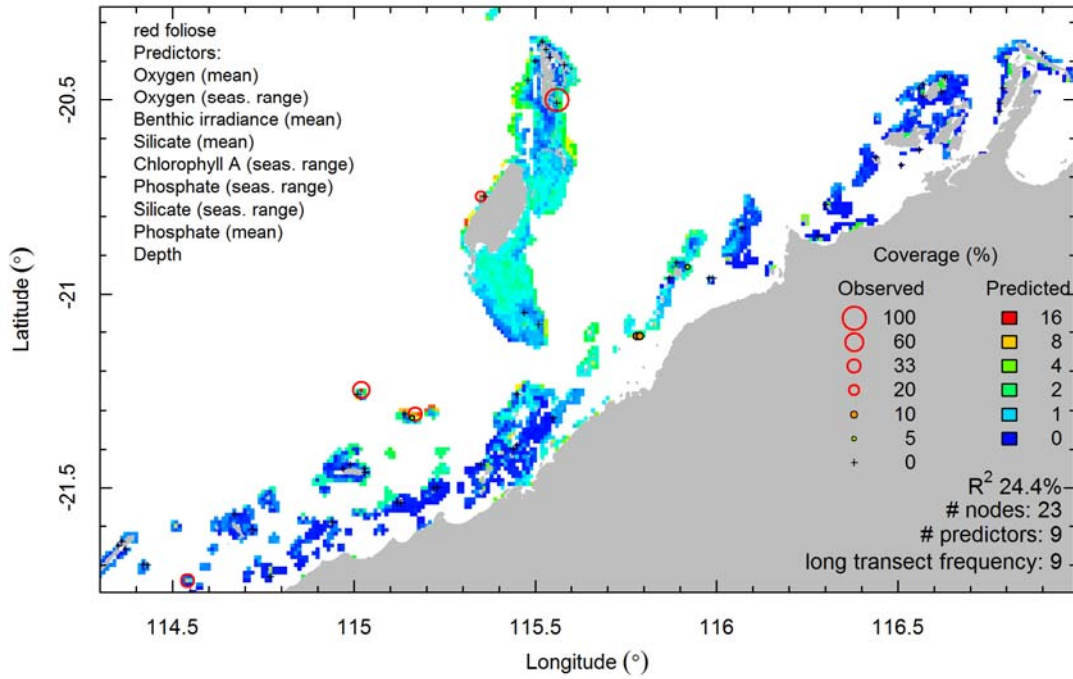 red foliose
Predictors:
Oxygen (mean)
Oxygen (seas. range)
Benthic irradiance (mean)
Silicate (mean)
Chlorophyll A (seas. range)
Phosphate (seas. range)
Silicate (seas. range)
Phosphate (mean)
Depth
-20.5
-21
-21.5
Latitude (°)
Coverage (%)
Observed Predicted
100 16
60 8
33 4
20 2
10 1
5 0
0
R² 24.4%
# nodes: 23
# predictors: 9
long transect frequency: 9
114.5 115 115.5 116 116.5
Longitude (°)